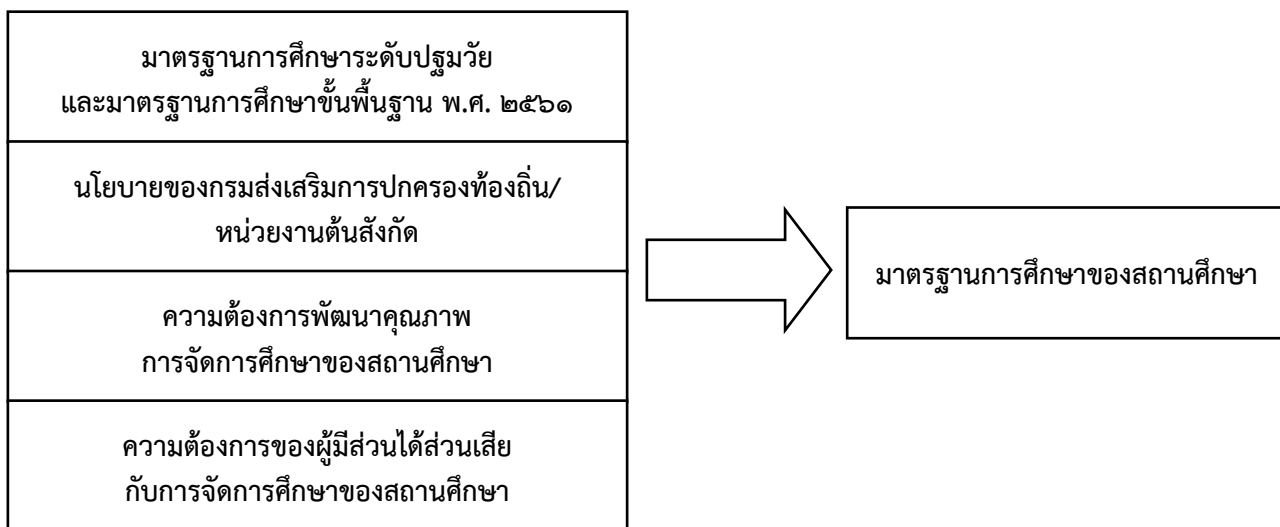 มาตรฐานการศึกษาระดับปฐมวัย
และมาตรฐานการศึกษาขั้นพื้นฐาน พ.ศ. ๒๕๖๑
นโยบายของกรมส่งเสริมการปกครองท้องถิ่น/
หน่วยงานต้นสังกัด
ความต้องการพัฒนาคุณภาพ
การจัดการศึกษาของสถานศึกษา
ความต้องการของผู้มีส่วนได้ส่วนเสีย
กับการจัดการศึกษาของสถานศึกษา
มาตรฐานการศึกษาของสถานศึกษา